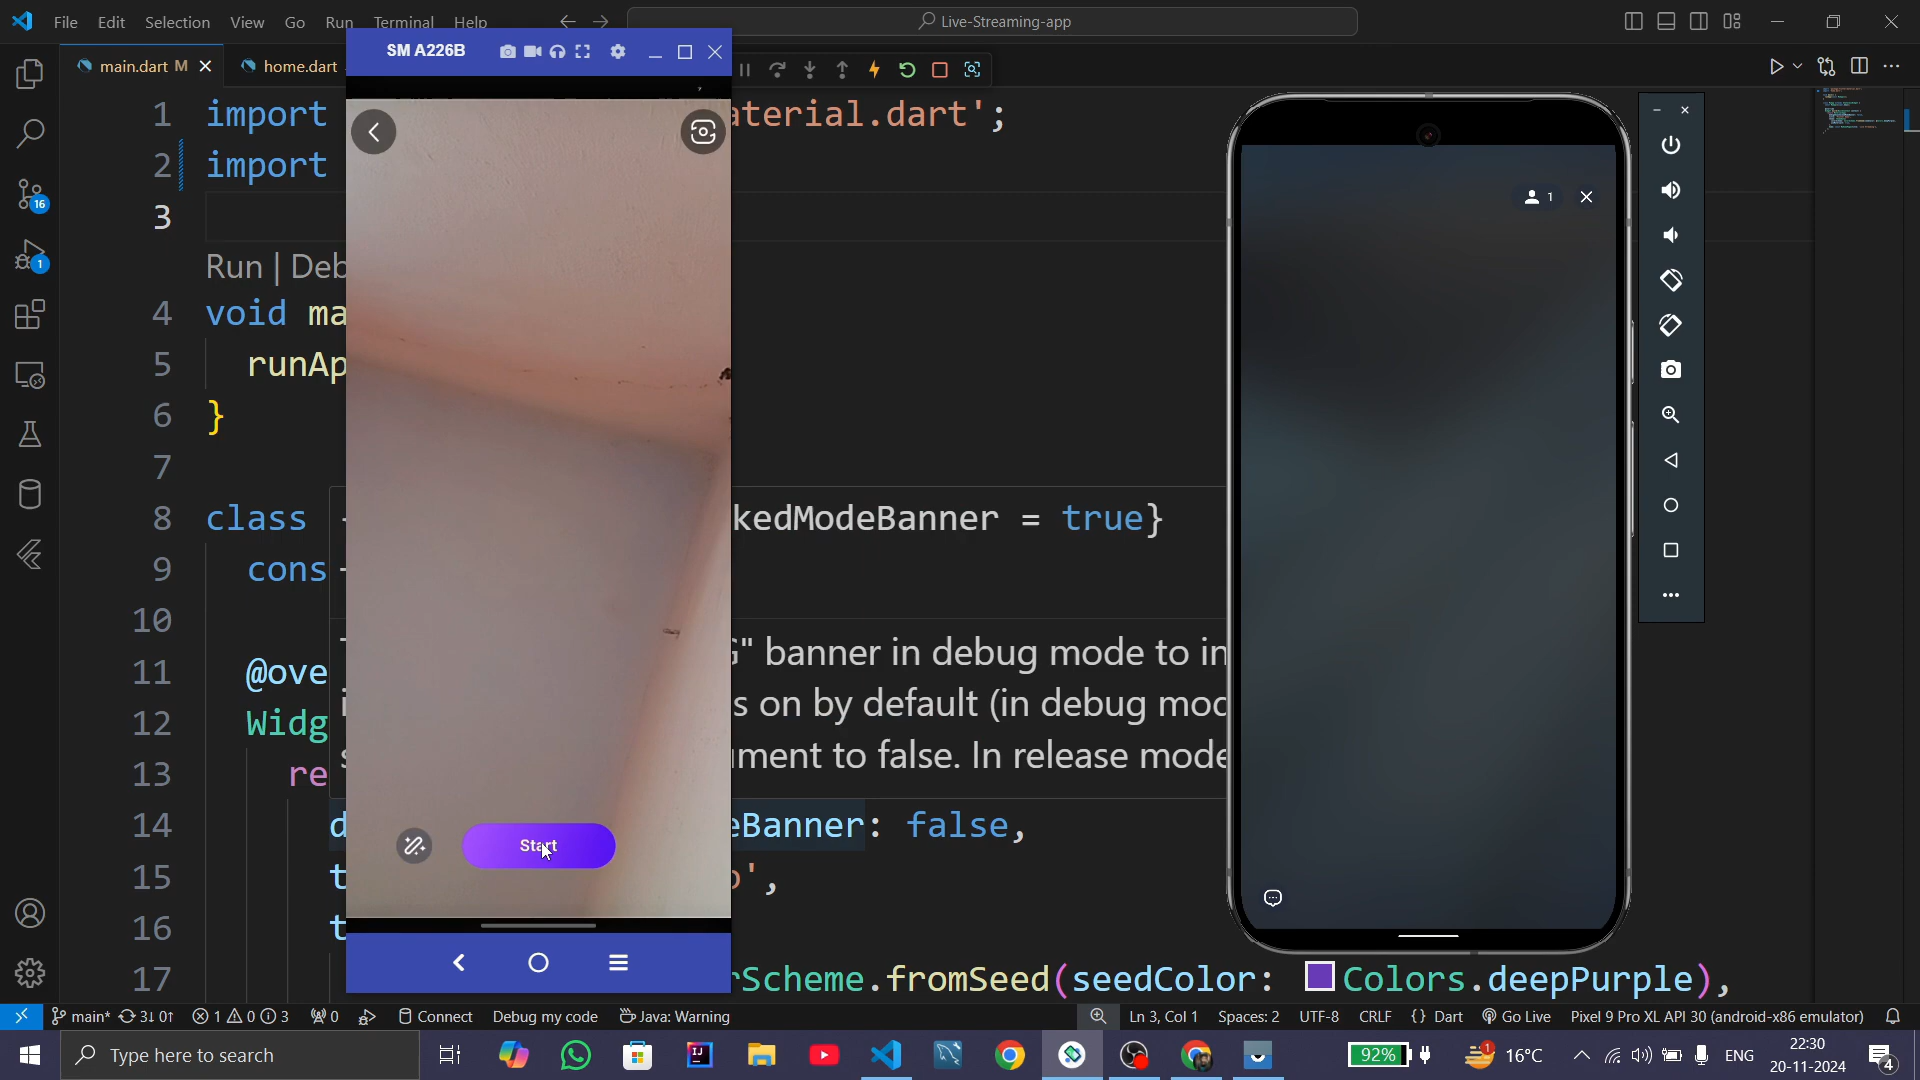 File Edit Selection View Go Run Terminal Help
Live-Streaming-app
main.dart M
home.dart
SM A226B
1 import aterial.dart';
2 import
3
Run | Deb
4 void ma
5 runAp
6 }
7
8 class kedModeBanner = true}
9 cons
10
" banner in debug mode to in
11 @ove
s on by default (in debug mod
12 Widg
ument to false. In release mode
13 re
14 d eBanner: false,
15 t ',
16 t
17 rScheme.fromSeed(seedColor: Colors.deepPurple),
Start
1
16
1
main* 3↓ 0↑ 1 0 3 0 Connect Debug my code Java: Warning
Ln 3, Col 1 Spaces: 2 UTF-8 CRLF {} Dart Go Live Pixel 9 Pro XL API 30 (android-x86 emulator)
Type here to search
92% 1 16°C ENG
22:30
20-11-2024
4